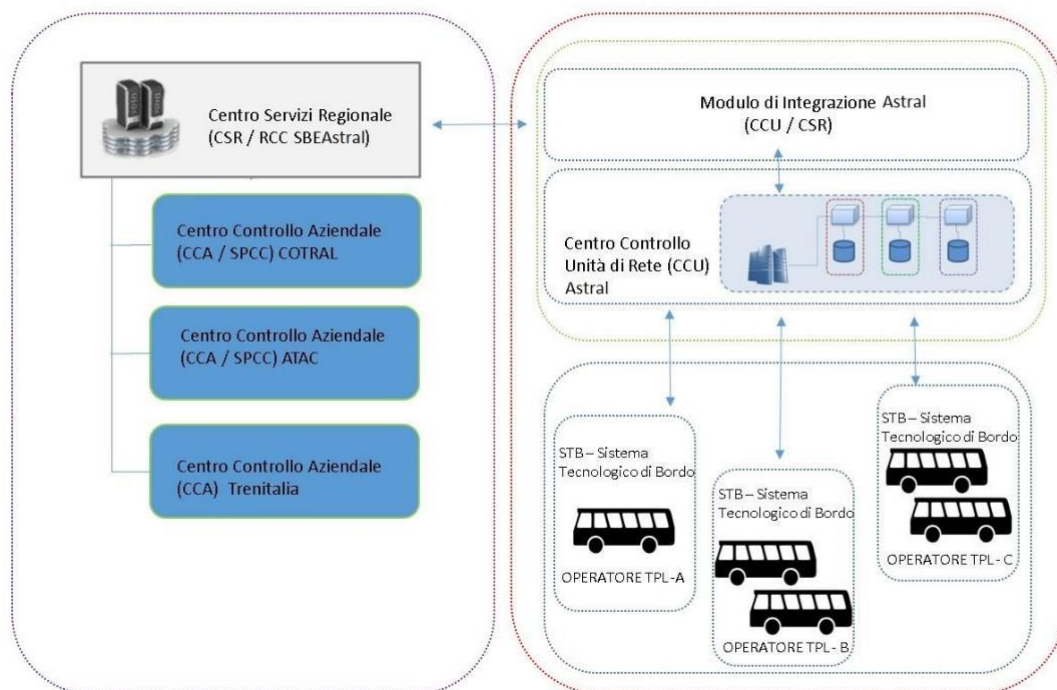 Centro Servizi Regionale
(CSR / RCC SBEAstral)
Centro Controllo Aziendale
(CCA / SPCC) COTRAL
Centro Controllo Aziendale
(CCA / SPCC) ATAC
Centro Controllo Aziendale
(CCA) Trenitalia
Modulo di Integrazione Astral
(CCU / CSR)
Centro Controllo
Unità di Rete (CCU)
Astral
STB – Sistema
Tecnologico di Bordo
OPERATORE TPL - A
STB – Sistema
Tecnologico di Bordo
OPERATORE TPL - B
STB – Sistema
Tecnologico di Bordo
OPERATORE TPL - C